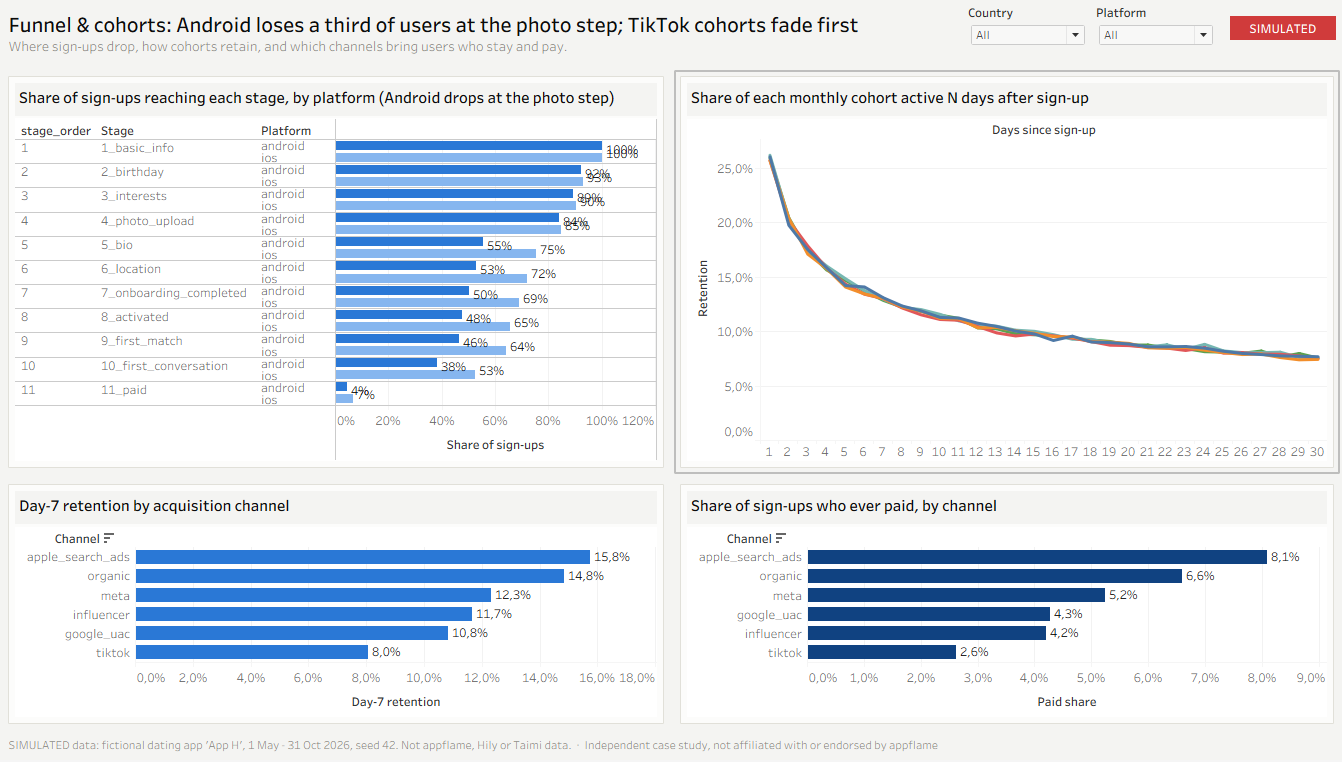 Funnel & cohorts: Android loses a third of users at the photo step; TikTok cohorts fade first
Where sign-ups drop, how cohorts retain, and which channels bring users who stay and pay.
Country
Platform
All
All
SIMULATED
Share of sign-ups reaching each stage, by platform (Android drops at the photo step)
stage_order Stage Platform
1 1_basic_info android 100%
ios 100%
2 2_birthday android 92%
ios 93%
3 3_interests android 89%
ios 90%
4 4_photo_upload android 84%
ios 85%
5 5_bio android 55%
ios 75%
6 6_location android 53%
ios 72%
7 7_onboarding_completed android 50%
ios 69%
8 8_activated android 48%
ios 65%
9 9_first_match android 46%
ios 64%
10 10_first_conversation android 38%
ios 53%
11 11_paid android 4%
ios 7%
0% 20% 40% 60% 80% 100% 120%
Share of sign-ups
Share of each monthly cohort active N days after sign-up
Days since sign-up
25,0%
20,0%
15,0%
10,0%
5,0%
0,0%
Retention
1 2 3 4 5 6 7 8 9 10 11 12 13 14 15 16 17 18 19 20 21 22 23 24 25 26 27 28 29 30
Day-7 retention by acquisition channel
Channel
apple_search_ads 15,8%
organic 14,8%
meta 12,3%
influencer 11,7%
google_uac 10,8%
tiktok 8,0%
0,0% 2,0% 4,0% 6,0% 8,0% 10,0% 12,0% 14,0% 16,0% 18,0%
Day-7 retention
Share of sign-ups who ever paid, by channel
Channel
apple_search_ads 8,1%
organic 6,6%
meta 5,2%
google_uac 4,3%
influencer 4,2%
tiktok 2,6%
0,0% 1,0% 2,0% 3,0% 4,0% 5,0% 6,0% 7,0% 8,0% 9,0%
Paid share
SIMULATED data: fictional dating app 'App H', 1 May - 31 Oct 2026, seed 42. Not appflame, Hily or Taimi data. · Independent case study, not affiliated with or endorsed by appflame